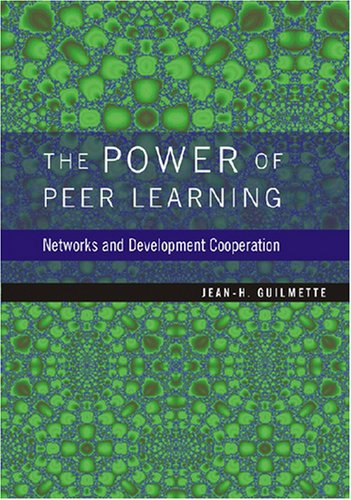 THE POWER OF
PEER LEARNING
Networks and Development Cooperation
JEAN-H. GUILMETTE